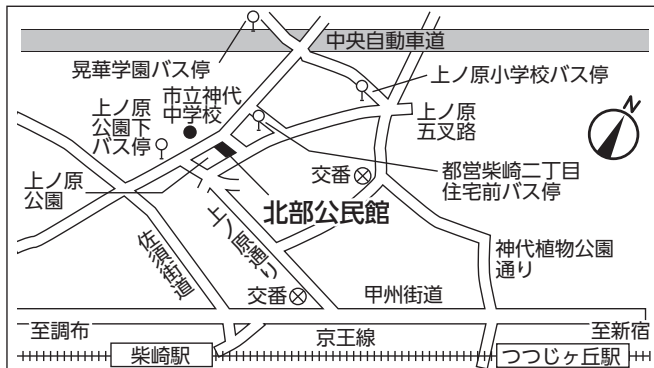 中央自動車道
晃華学園バス停
上ノ原小学校バス停
市立神代
中学校
上ノ原
公園下
バス停
上ノ原
五叉路
N
上ノ原
公園
交番
都営柴崎二丁目
住宅前バス停
北部公民館
佐須街道
上ノ原通り
神代植物公園
通り
交番
甲州街道
至調布
京王線
至新宿
柴崎駅
つつじヶ丘駅